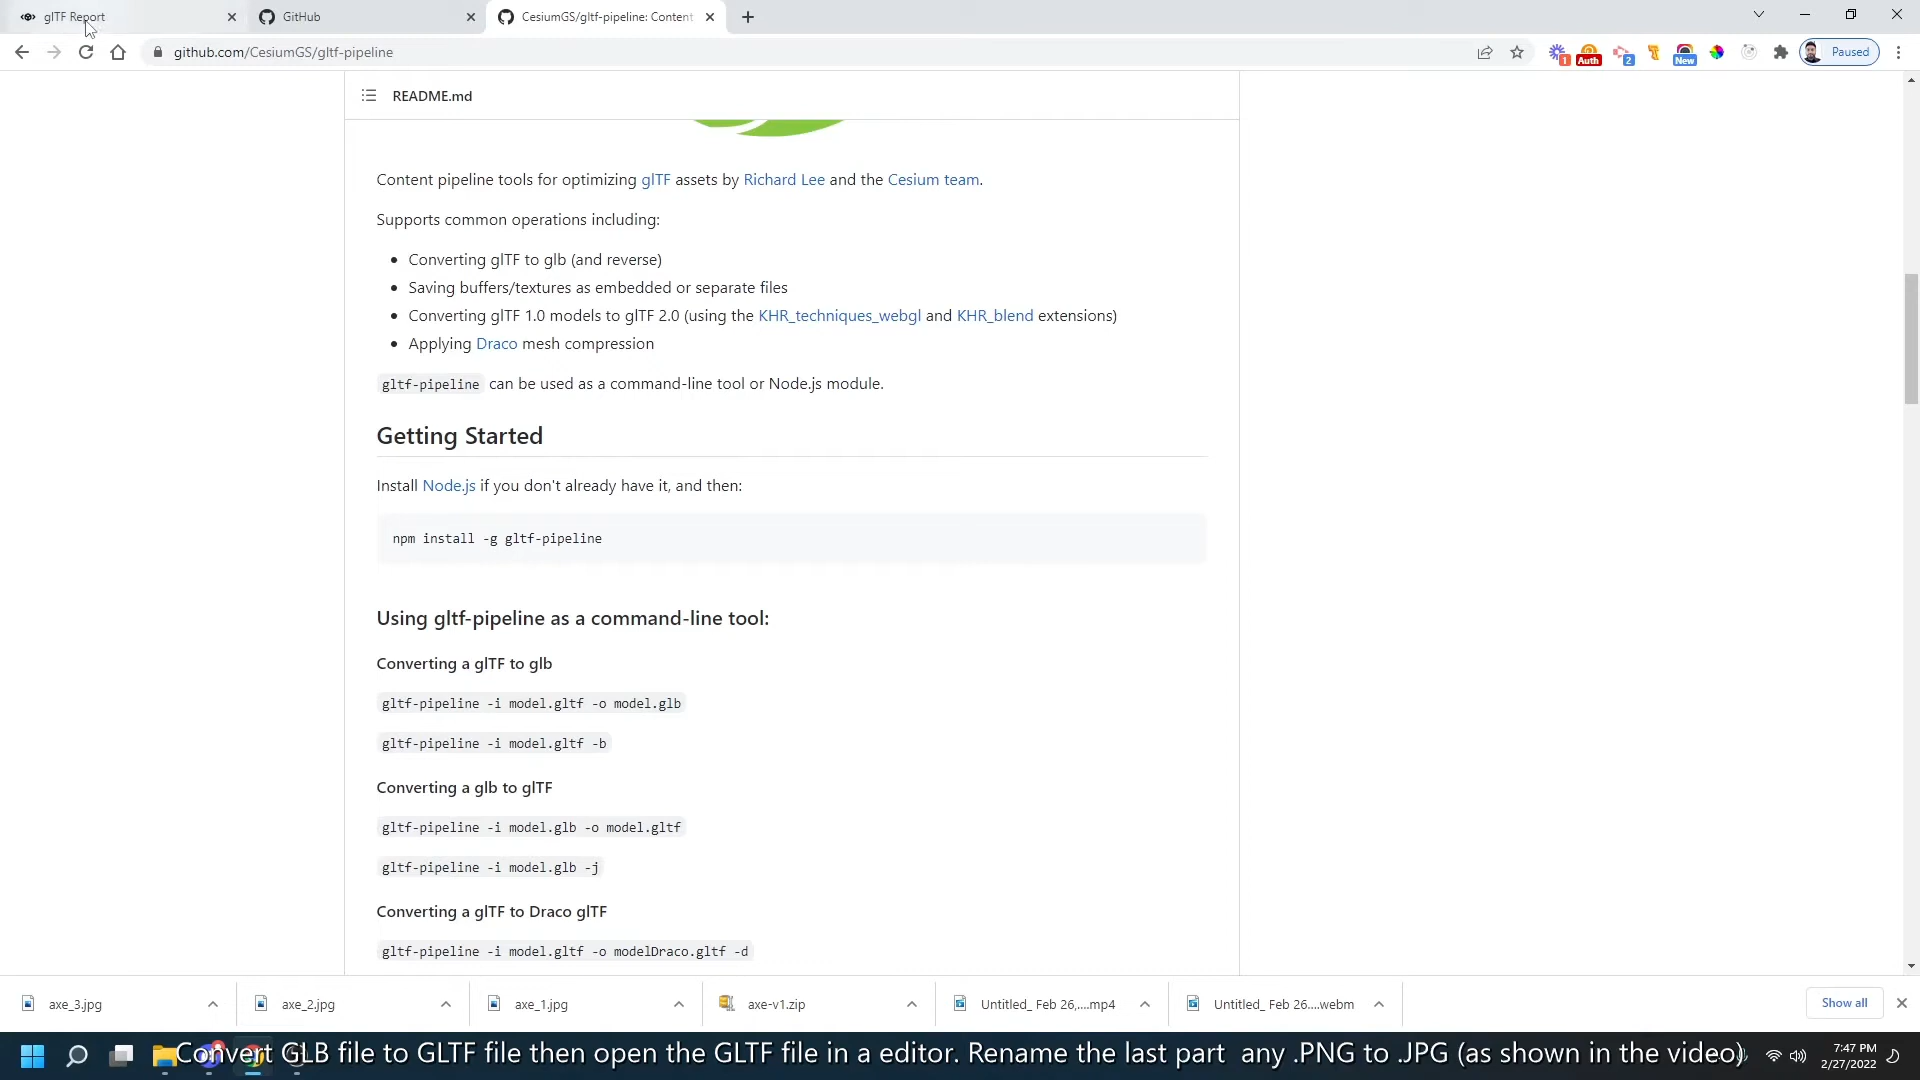 glTF Report
GitHub
CesiumGS/gltf-pipeline: Content
github.com/CesiumGS/gltf-pipeline
1
Auth
2
New
Paused
README.md
Content pipeline tools for optimizing glTF assets by Richard Lee and the Cesium team.
Supports common operations including:
Converting glTF to glb (and reverse)
Saving buffers/textures as embedded or separate files
Converting glTF 1.0 models to glTF 2.0 (using the KHR_techniques_webgl and KHR_blend extensions)
Applying Draco mesh compression
gltf-pipeline can be used as a command-line tool or Node.js module.
Getting Started
Install Node.js if you don't already have it, and then:
npm install -g gltf-pipeline
Using gltf-pipeline as a command-line tool:
Converting a glTF to glb
gltf-pipeline -i model.gltf -o model.glb
gltf-pipeline -i model.gltf -b
Converting a glb to glTF
gltf-pipeline -i model.glb -o model.gltf
gltf-pipeline -i model.glb -j
Converting a glTF to Draco glTF
gltf-pipeline -i model.gltf -o modelDraco.gltf -d
axe_3.jpg
axe_2.jpg
axe_1.jpg
axe-v1.zip
Untitled_ Feb 26,....mp4
Untitled_ Feb 26....webm
Show all
Convert GLB file to GLTF file then open the GLTF file in a editor. Rename the last part any .PNG to .JPG (as shown in the video)
7:47 PM
2/27/2022